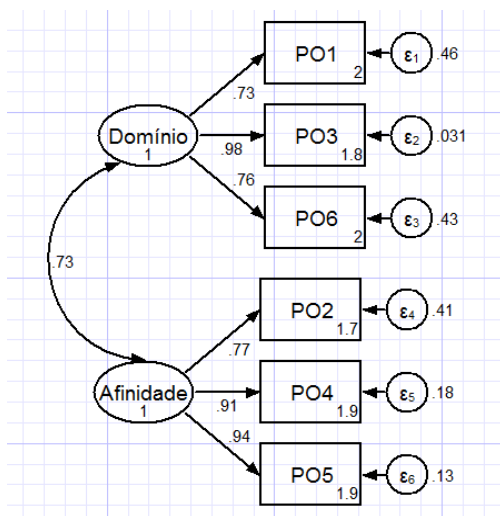 PO1
2
ε1 .46
.73
Domínio
1
.98
PO3
1.8
ε2 .031
.76
PO6
2
ε3 .43
.73
PO2
1.7
ε4 .41
.77
Afinidade
1
.91
PO4
1.9
ε5 .18
.94
PO5
1.9
ε6 .13